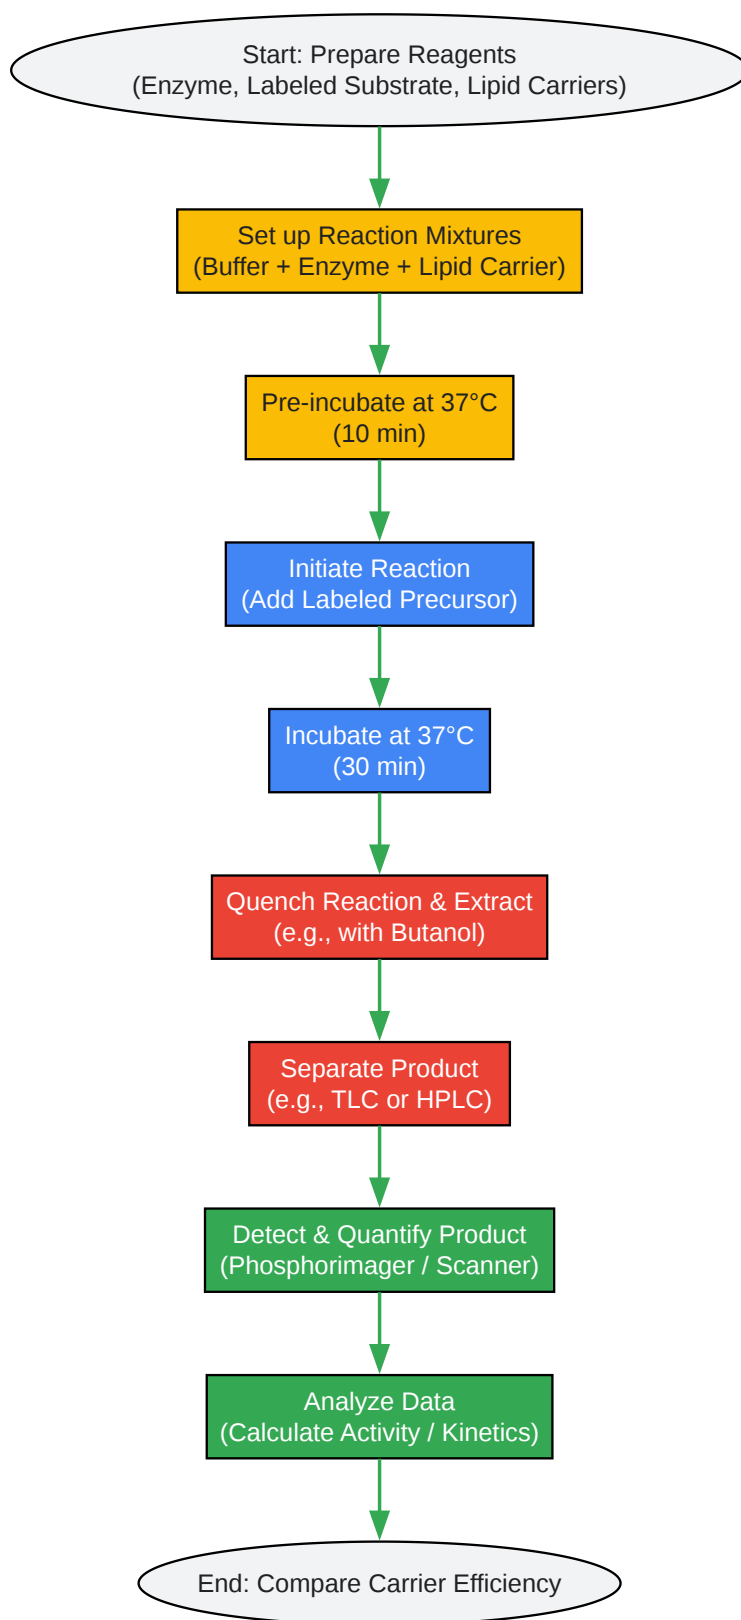 Start: Prepare Reagents
(Enzyme, Labeled Substrate, Lipid Carriers)
Set up Reaction Mixtures
(Buffer + Enzyme + Lipid Carrier)
Pre-incubate at 37°C
(10 min)
Initiate Reaction
(Add Labeled Precursor)
Incubate at 37°C
(30 min)
Quench Reaction & Extract
(e.g., with Butanol)
Separate Product
(e.g., TLC or HPLC)
Detect & Quantify Product
(Phosphorimager / Scanner)
Analyze Data
(Calculate Activity / Kinetics)
End: Compare Carrier Efficiency